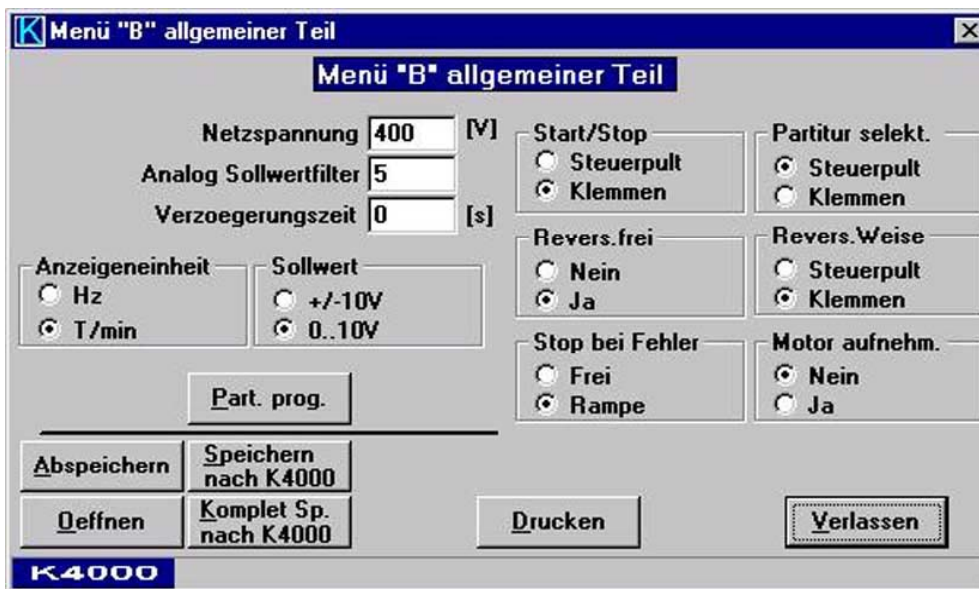 K Menü "B" allgemeiner Teil
Menü "B" allgemeiner Teil
Netzspannung 400 [V]
Analog Sollwertfilter 5
Verzoegerungszeit 0 [s]
Anzeigeneinheit
Hz
T/min
Sollwert
+/-10V
0..10V
Start/Stop
Steuerpult
Klemmen
Partitur selekt.
Steuerpult
Klemmen
Revers.frei
Nein
Ja
Revers.Weise
Steuerpult
Klemmen
Stop bei Fehler
Frei
Rampe
Motor aufnehm.
Nein
Ja
Part. prog.
Abspeichern
Speichern
nach K4000
Oeffnen
Komplet Sp.
nach K4000
Drucken
Verlassen
K4000